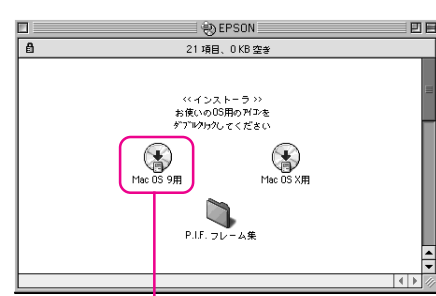 EPSON
21 項目、0 KB 空き
<<インストーラ>>
お使いのOS用のｱｲｺﾝを
ﾀﾞﾌﾞﾙｸﾘｯｸしてください
Mac OS 9用
Mac OS X用
P.I.F. フレーム集